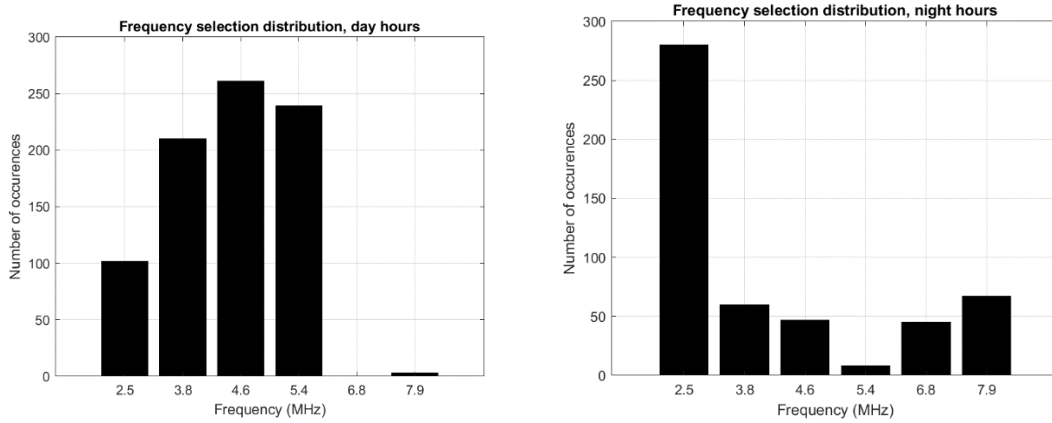 Frequency selection distribution, day hours
300
250
200
150
100
50
0
Number of occurences
2.5 3.8 4.6 5.4 6.8 7.9
Frequency (MHz)
Frequency selection distribution, night hours
300
250
200
150
100
50
0
Number of occurences
2.5 3.8 4.6 5.4 6.8 7.9
Frequency (MHz)